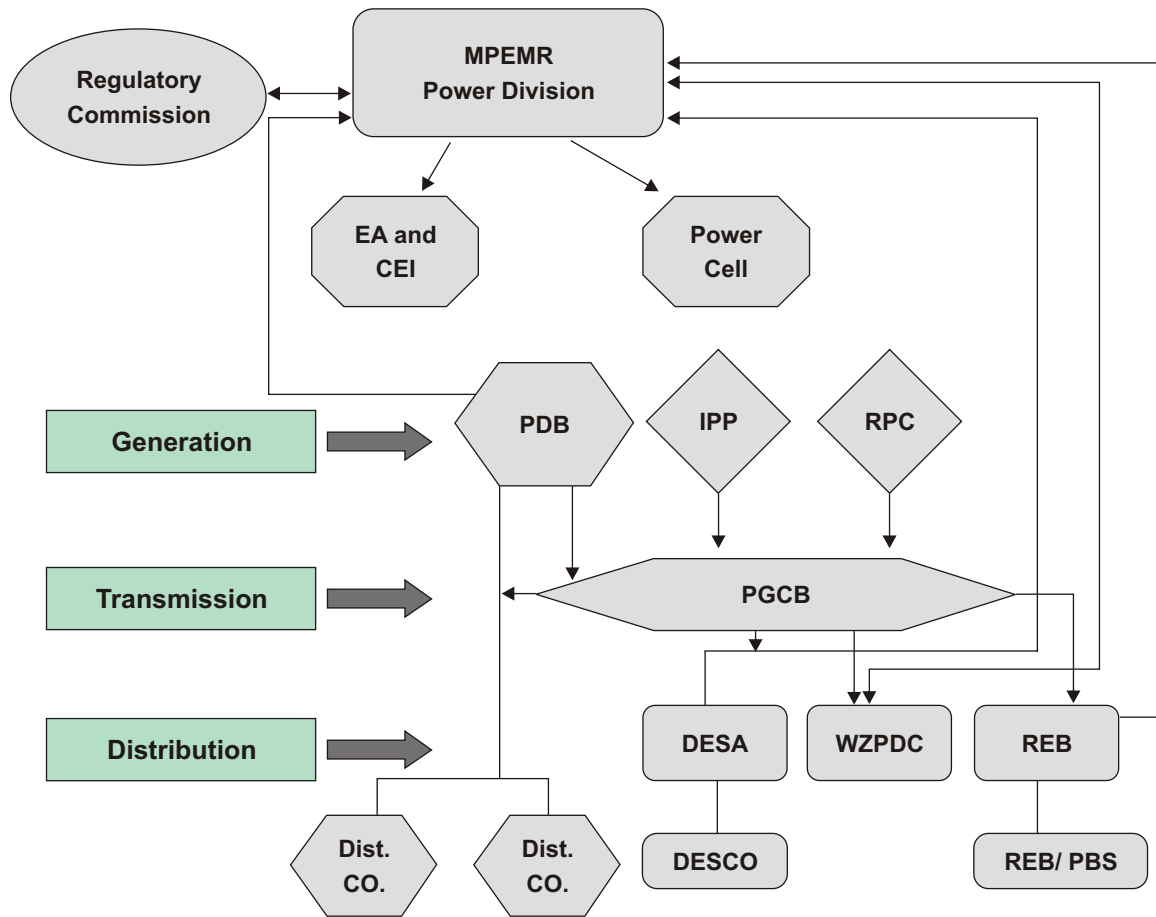 MPEMR
Power Division
Regulatory
Commission
EA and
CEI
Power
Cell
Generation
PDB
IPP
RPC
Transmission
PGCB
Distribution
DESA
WZPDC
REB
Dist.
CO.
Dist.
CO.
DESCO
REB/ PBS